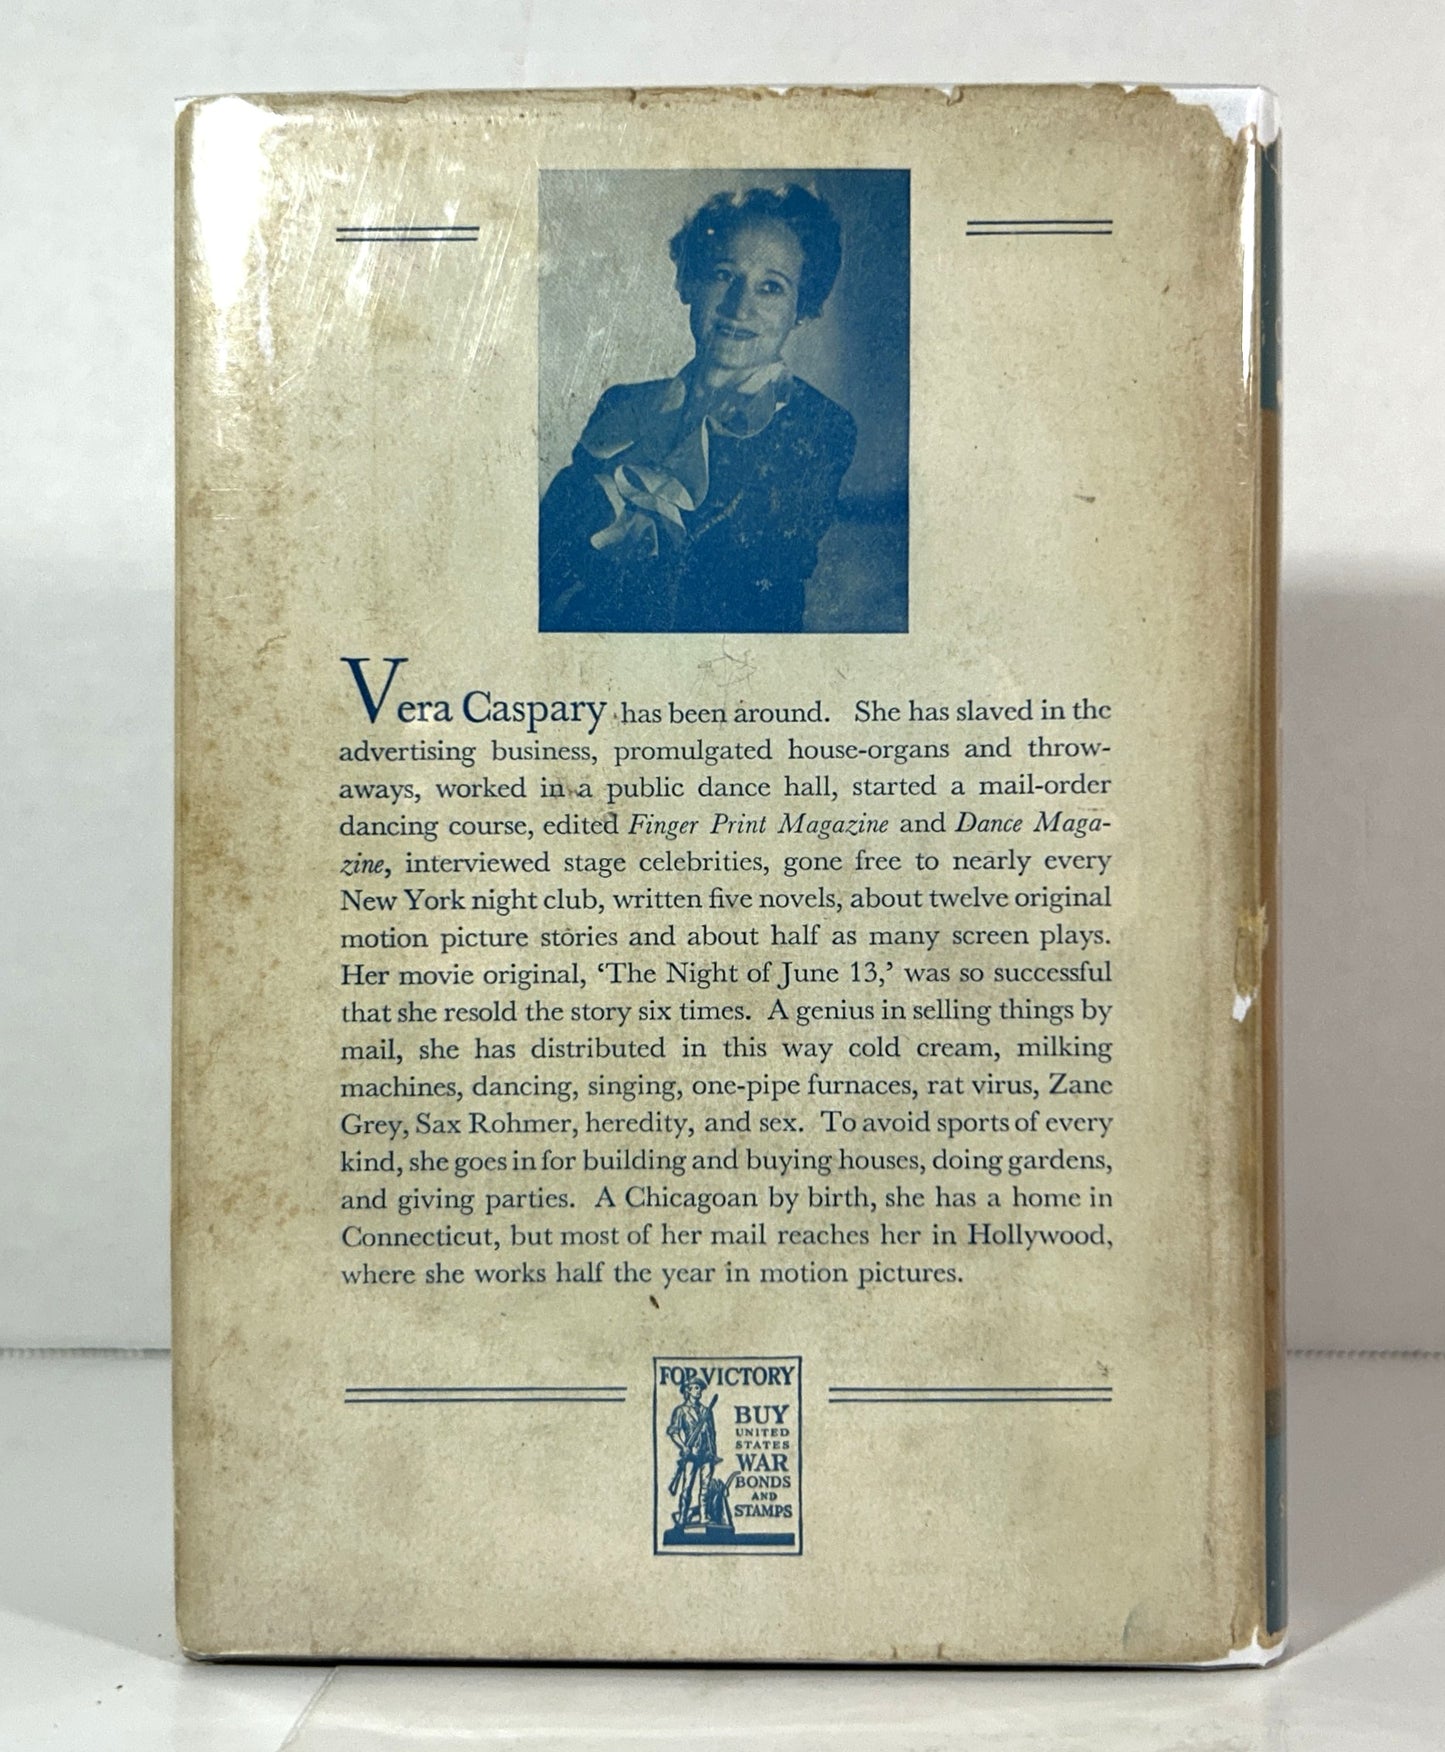 Vera Caspary has been around. She has slaved in the
advertising business, promulgated house-organs and throw-
aways, worked in a public dance hall, started a mail-order
dancing course, edited Finger Print Magazine and Dance Maga-
zine, interviewed stage celebrities, gone free to nearly every
New York night club, written five novels, about twelve original
motion picture stories and about half as many screen plays.
Her movie original, ‘The Night of June 13,’ was so successful
that she resold the story six times. A genius in selling things by
mail, she has distributed in this way cold cream, milking
machines, dancing, singing, one-pipe furnaces, rat virus, Zane
Grey, Sax Rohmer, heredity, and sex. To avoid sports of every
kind, she goes in for building and buying houses, doing gardens,
and giving parties. A Chicagoan by birth, she has a home in
Connecticut, but most of her mail reaches her in Hollywood,
where she works half the year in motion pictures.
FOR VICTORY
BUY
UNITED
STATES
WAR
BONDS
AND
STAMPS